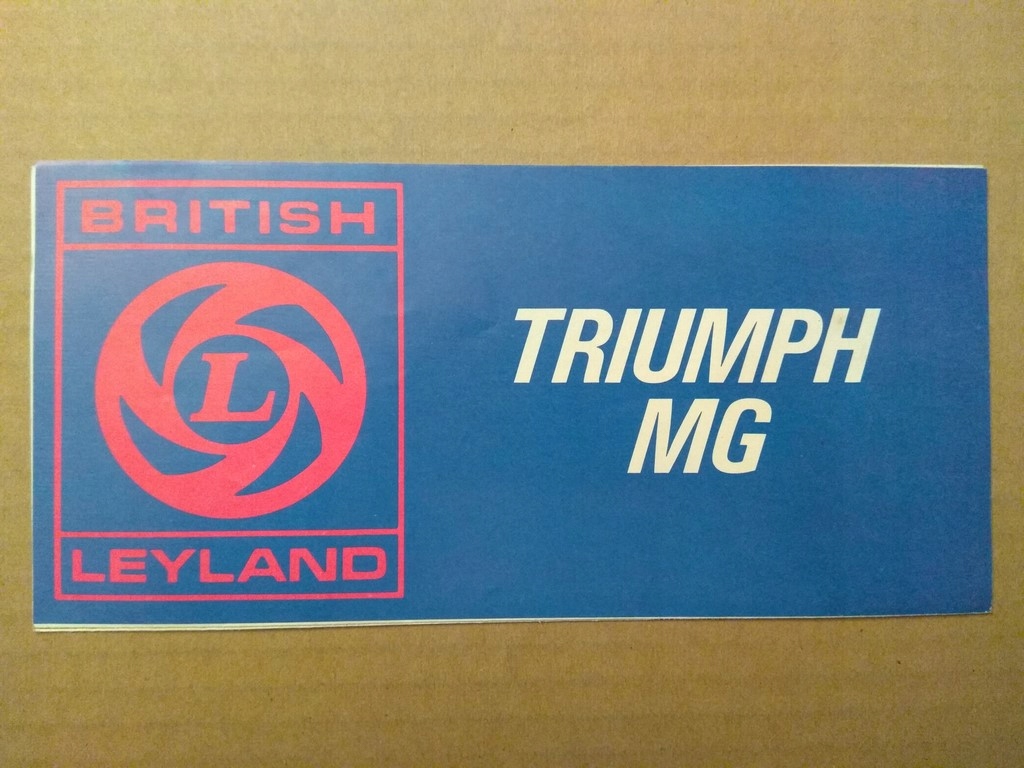 BRITISH
L
LEYLAND
TRIUMPH
MG